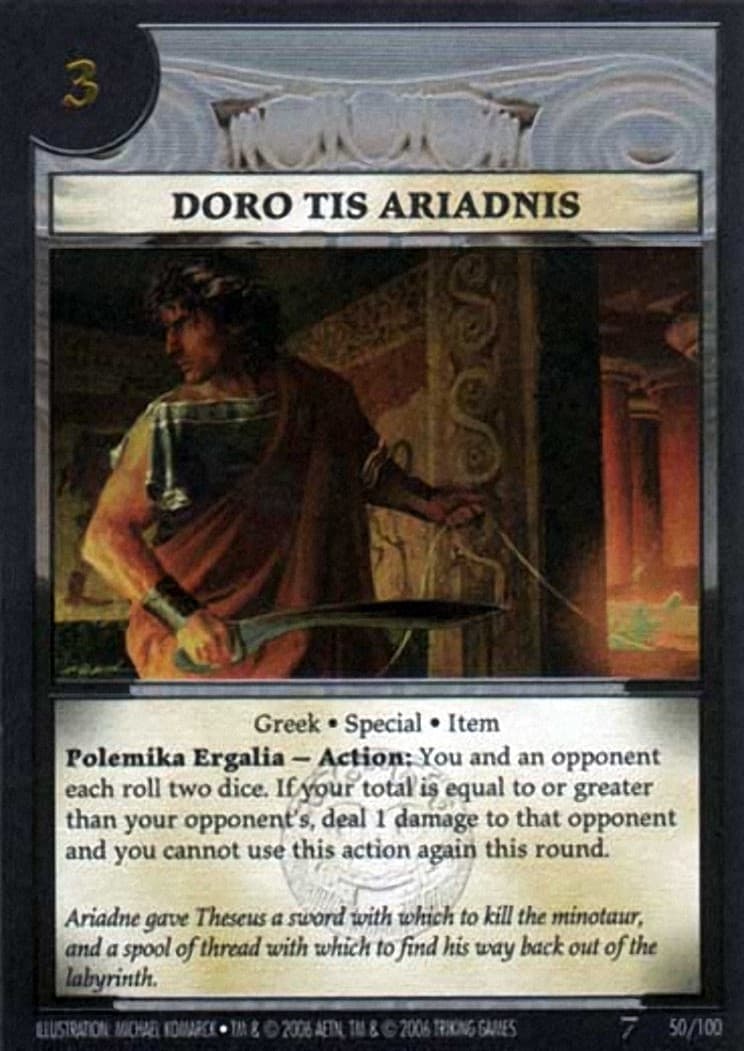 3
DORO TIS ARIADNIS
Greek • Special • Item
Polemika Ergalia – Action: You and an opponent
each roll two dice. If your total is equal to or greater
than your opponent's, deal 1 damage to that opponent
and you cannot use this action again this round.
Ariadne gave Theseus a sword with which to kill the minotaur,
and a spool of thread with which to find his way back out of the
labyrinth.
ILLUSTRATION: MICHAEL KOMARCK • TM & © 2006 AETN, TM & © 2006 TRIKING GAMES 7 50/100